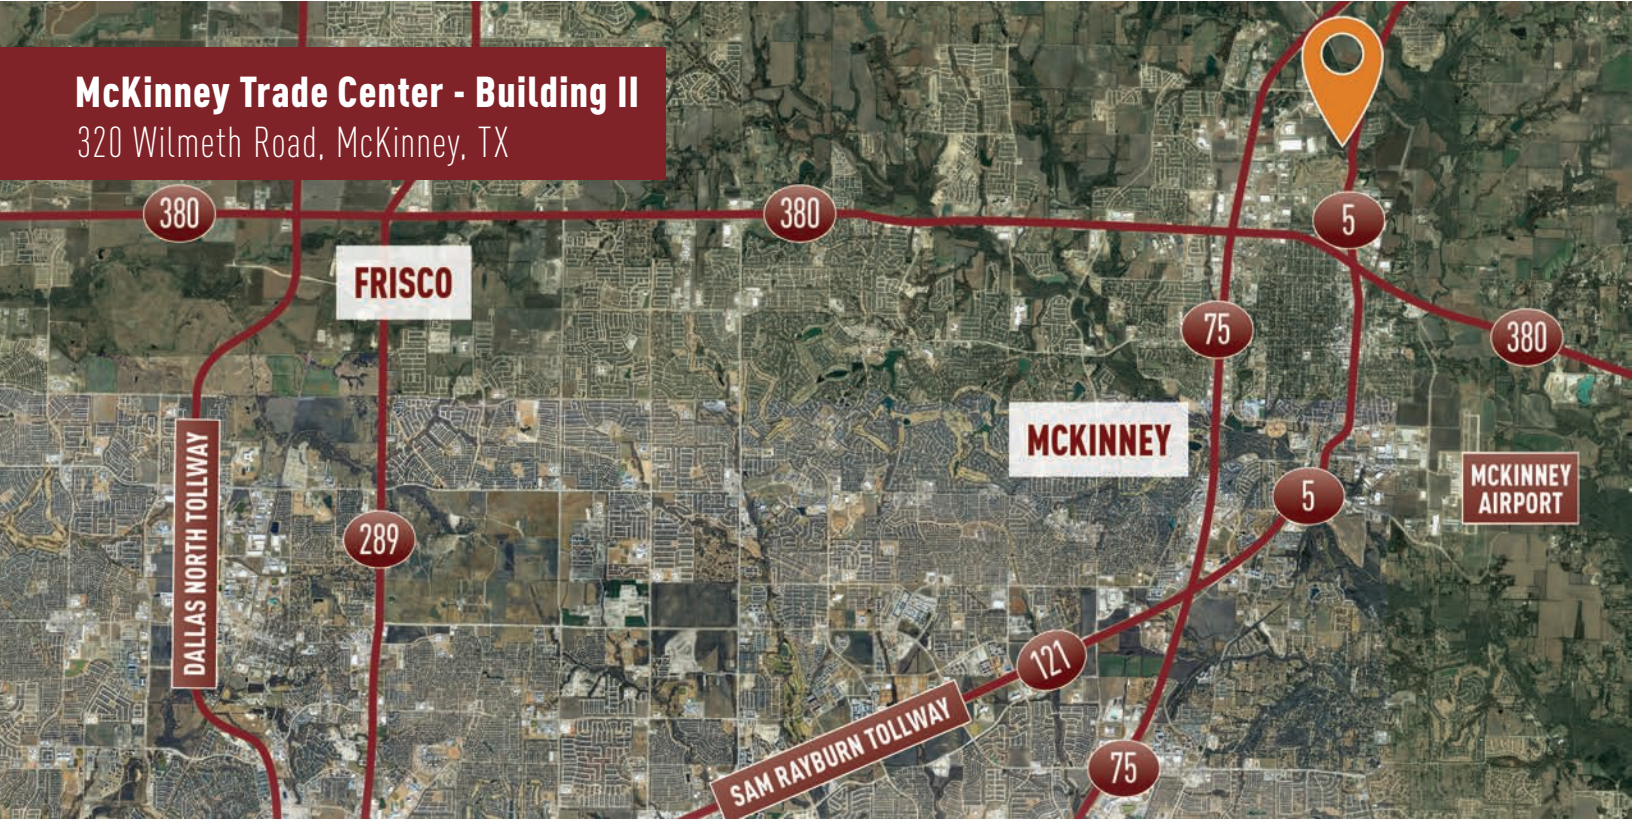 McKinney Trade Center - Building II
320 Wilmeth Road, McKinney, TX
380
380
5
FRISCO
75
380
MCKINNEY
MCKINNEY
AIRPORT
5
DALLAS NORTH TOLLWAY
289
121
SAM RAYBURN TOLLWAY
75